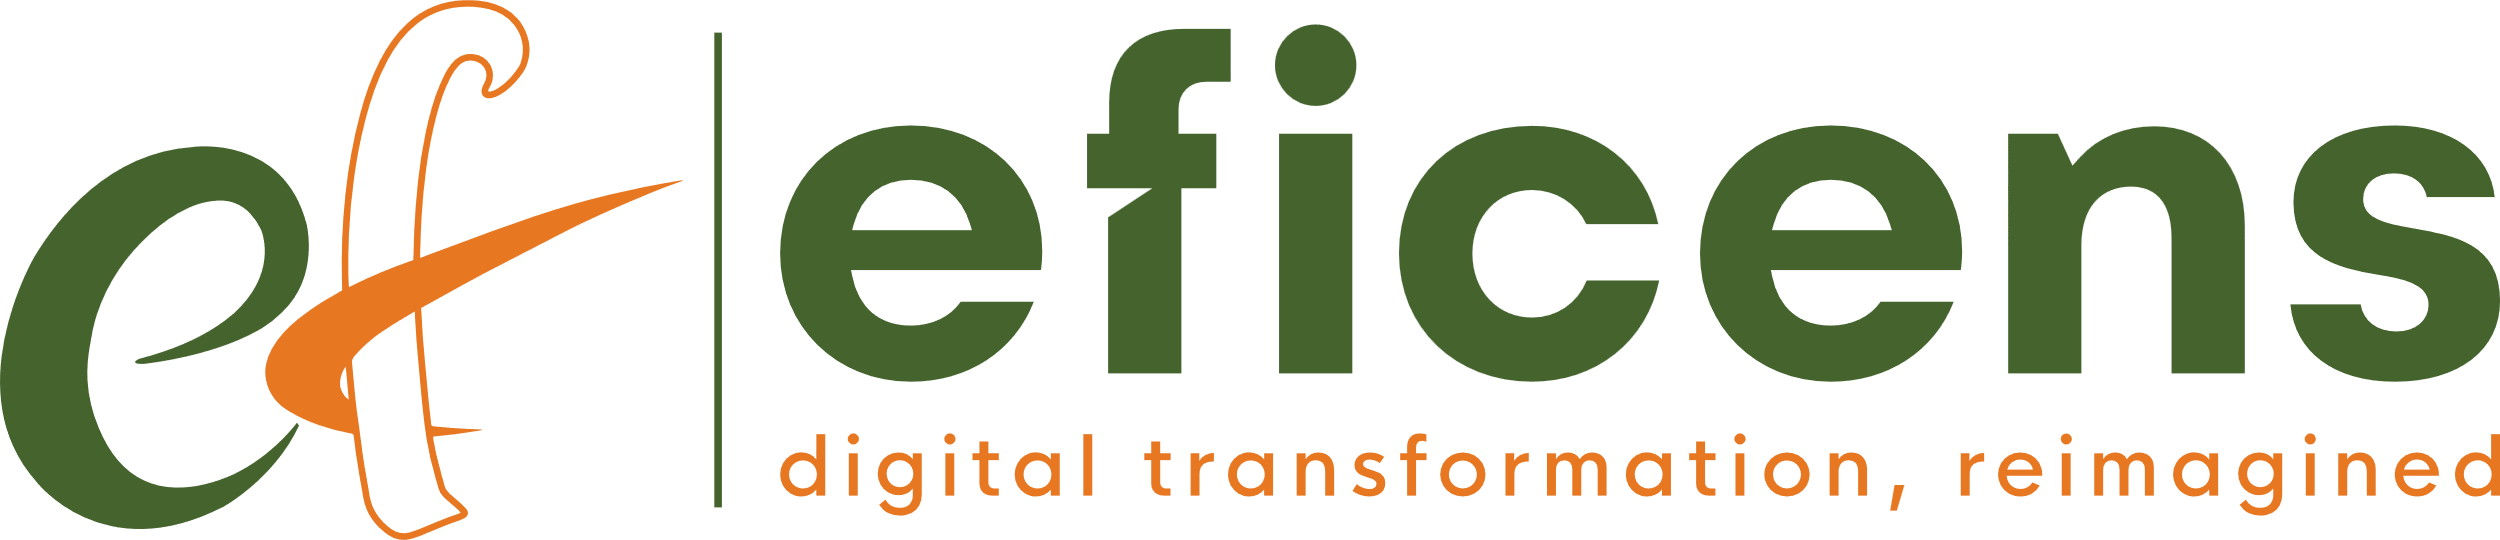 ef
eficens
digital transformation, reimagined